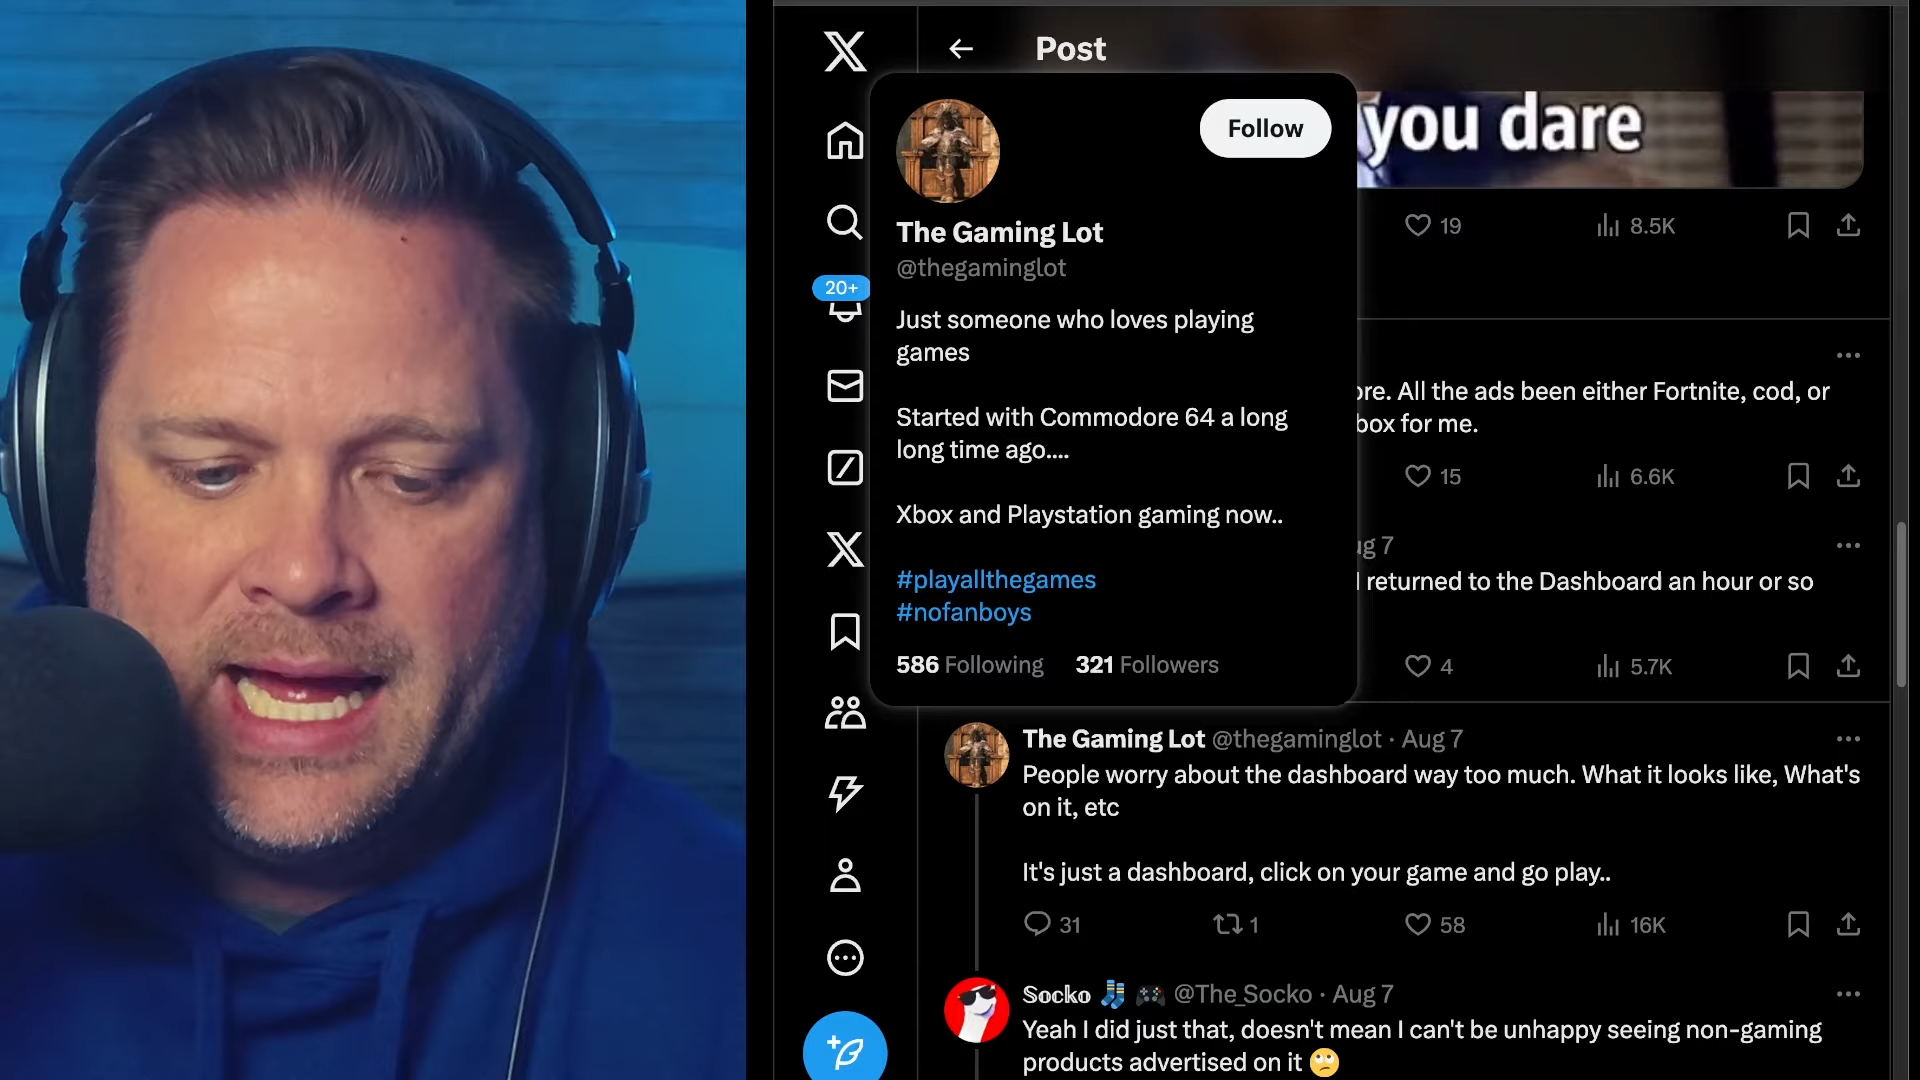 Post
you dare
Follow
The Gaming Lot
@thegaminglot
Just someone who loves playing
games
Started with Commodore 64 a long
long time ago....
Xbox and Playstation gaming now..
#playallthegames
#nofanboys
586 Following 321 Followers
20+
19 8.5K
All the ads been either Fortnite, cod, or
for me.
15 6.6K
7
returned to the Dashboard an hour or so
4 5.7K
The Gaming Lot @thegaminglot · Aug 7
People worry about the dashboard way too much. What it looks like, What's
on it, etc
It's just a dashboard, click on your game and go play..
31 1 58 16K
Socko 🧦 🎮 @The_Socko · Aug 7
Yeah I did just that, doesn't mean I can't be unhappy seeing non-gaming
products advertised on it 🙄